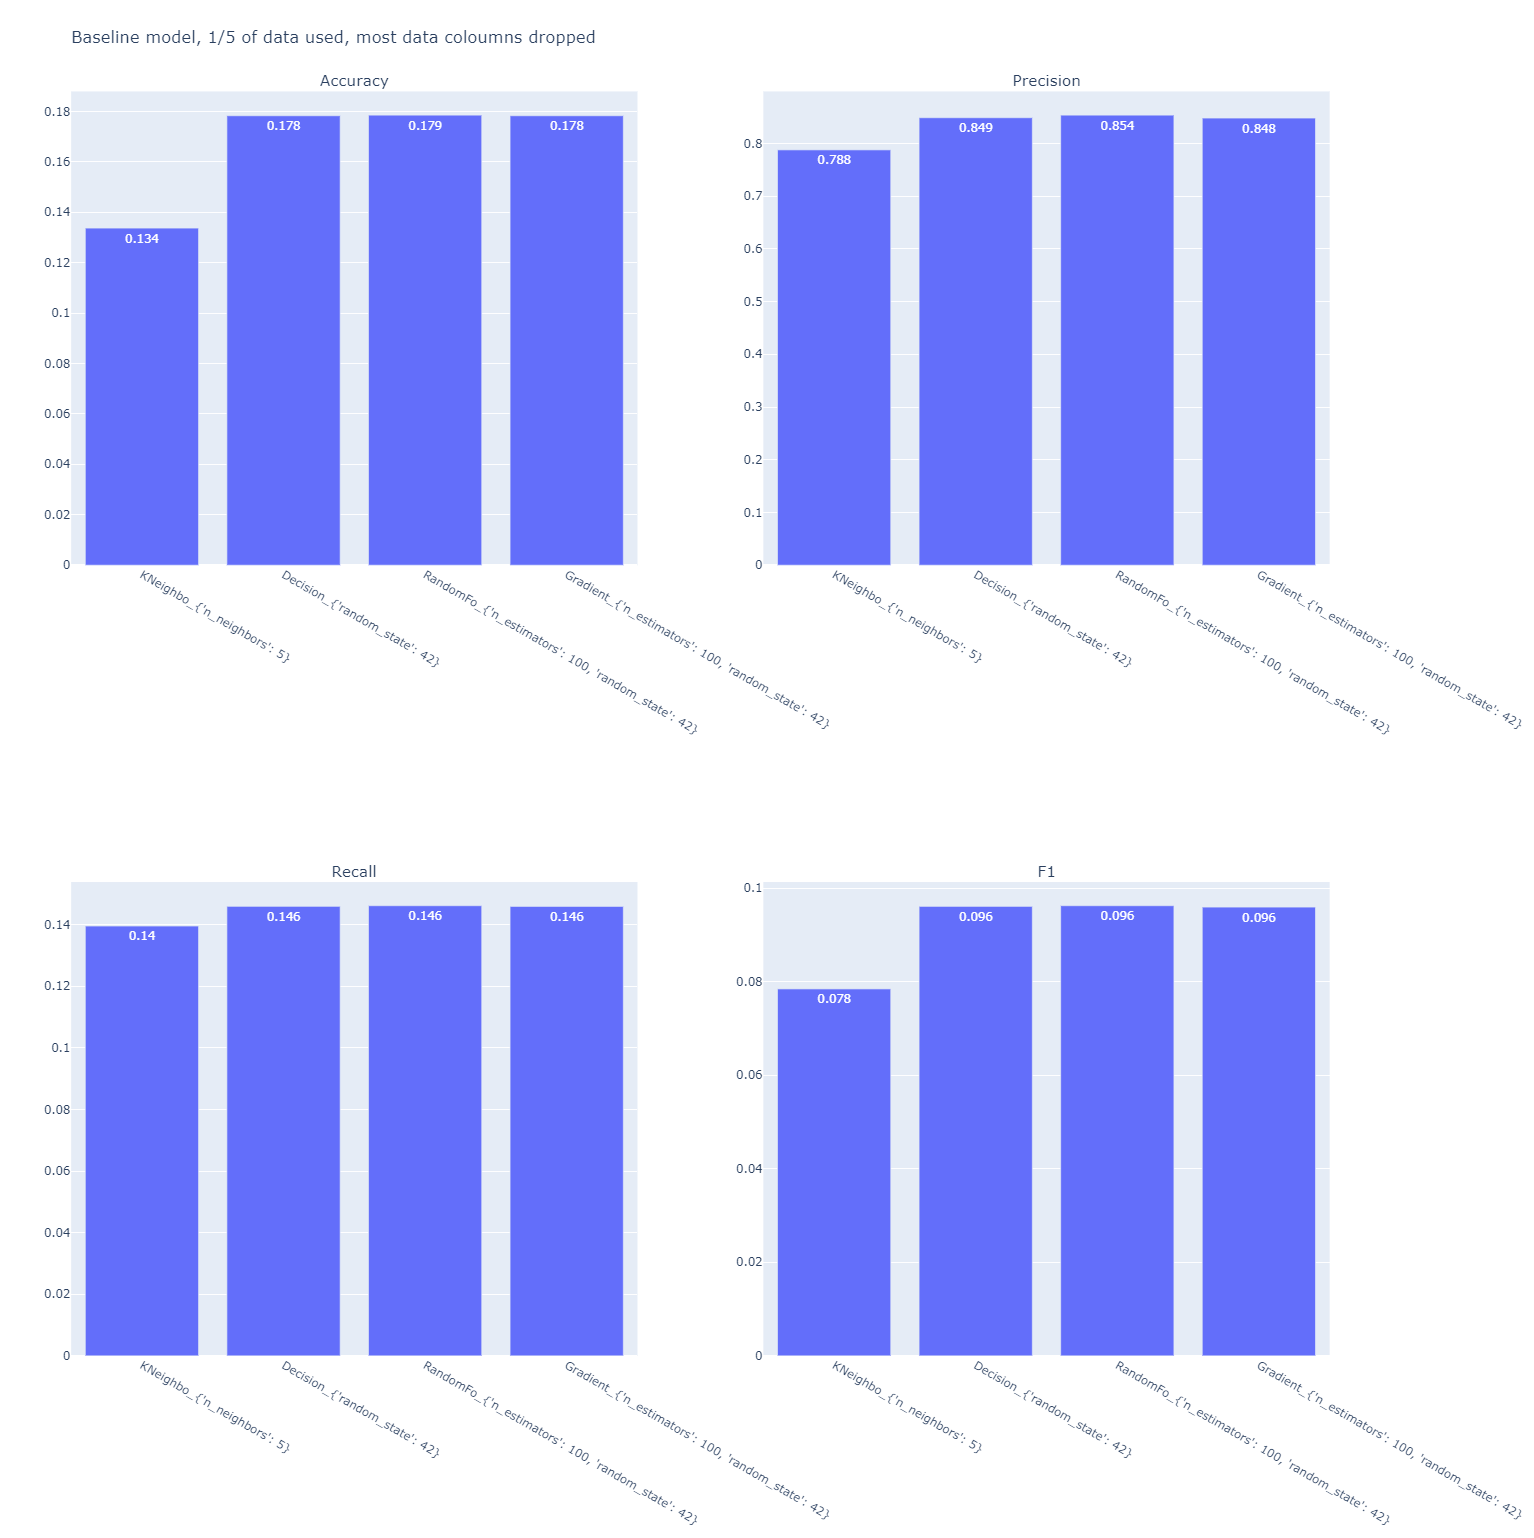 Baseline model, 1/5 of data used, most data coloumns dropped
Accuracy
0.18
0.16
0.14
0.12
0.1
0.08
0.06
0.04
0.02
0
0.134
0.178
0.179
0.178
KNeighbo_{'n_neighbors': 5}
Decision_{'random_state': 42}
RandomFo_{'n_estimators': 100, 'random_state': 42}
Gradient_{'n_estimators': 100, 'random_state': 42}
Precision
0.8
0.7
0.6
0.5
0.4
0.3
0.2
0.1
0
0.788
0.849
0.854
0.848
KNeighbo_{'n_neighbors': 5}
Decision_{'random_state': 42}
RandomFo_{'n_estimators': 100, 'random_state': 42}
Gradient_{'n_estimators': 100, 'random_state': 42}
Recall
0.14
0.12
0.1
0.08
0.06
0.04
0.02
0
0.14
0.146
0.146
0.146
KNeighbo_{'n_neighbors': 5}
Decision_{'random_state': 42}
RandomFo_{'n_estimators': 100, 'random_state': 42}
Gradient_{'n_estimators': 100, 'random_state': 42}
F1
0.1
0.08
0.06
0.04
0.02
0
0.078
0.096
0.096
0.096
KNeighbo_{'n_neighbors': 5}
Decision_{'random_state': 42}
RandomFo_{'n_estimators': 100, 'random_state': 42}
Gradient_{'n_estimators': 100, 'random_state': 42}